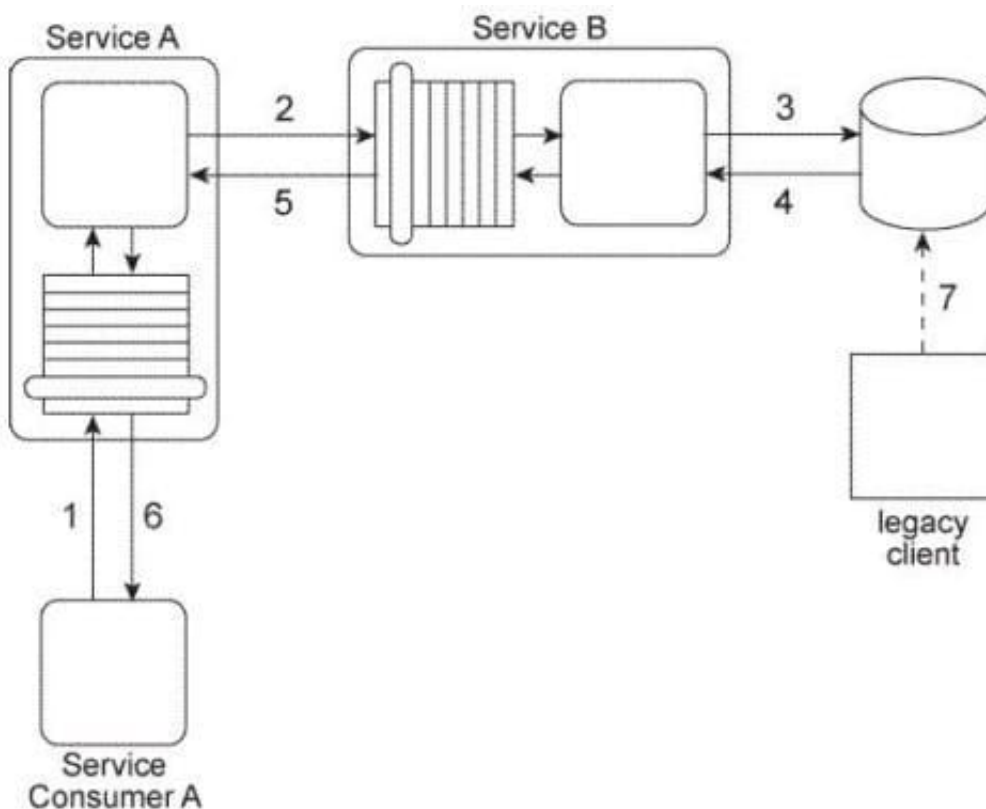 Service A
Service B
2
3
5
4
7
1
6
legacy
client
Service
Consumer A